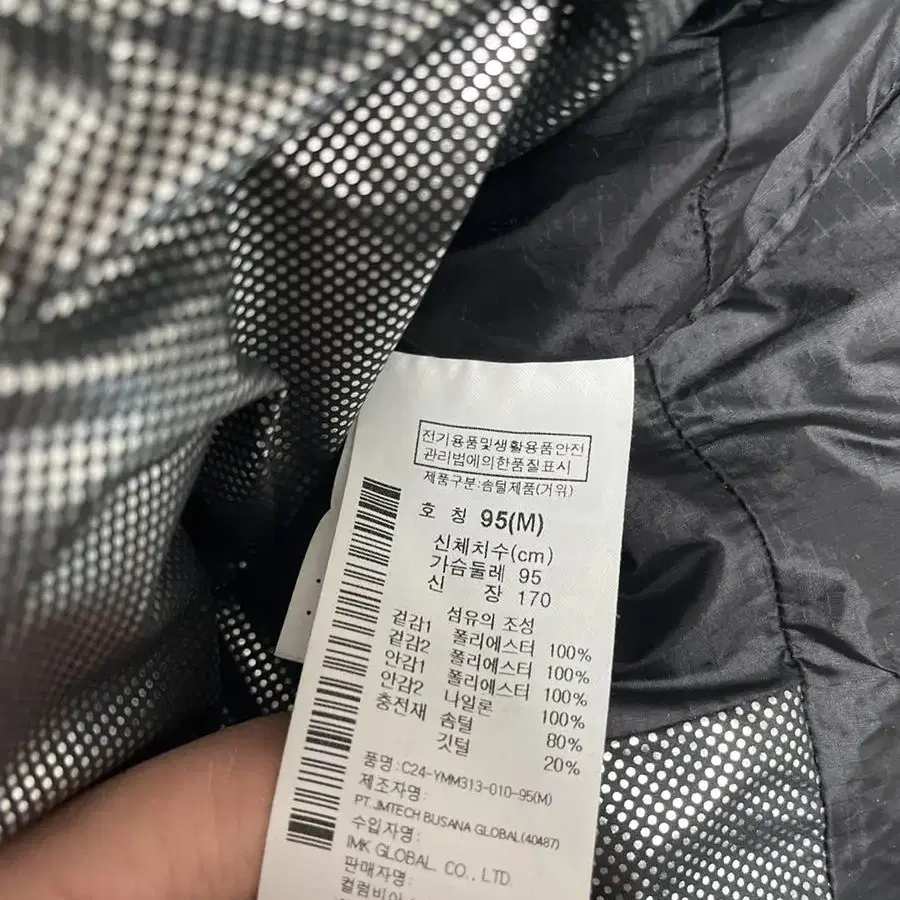 전기용품및생활용품안전
관리법에의한품질표시
제품구분:솜털제품(거위)
호 칭 95(M)
신체치수(cm)
가슴둘레 95
신 장 170
섬유의 조성
겉감1 폴리에스터 100%
겉감2 폴리에스터 100%
안감1 폴리에스터 100%
안감2 나일론 100%
충전재 솜털 80%
깃털 20%
품명:C24-YMM313-010-95(M)
제조자명:
PT.JMTECH BUSANA GLOBAL(40487)
수입자명:
IMK GLOBAL CO., LTD.
판매자명:
컬럼비아